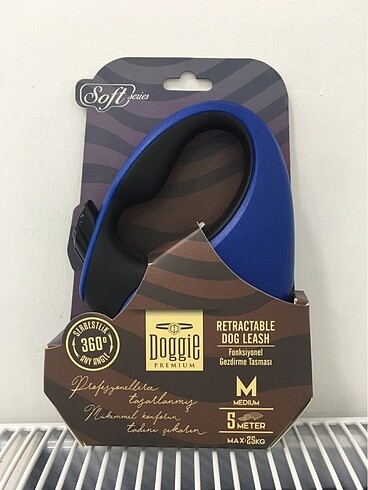 Soft series
SERBESTLİK
360°
ANY ANGLE
Doggie
PREMIUM
RETRACTABLE
DOG LEASH
Fonksiyonel
Gezdirme Tasması
Profesyonellere
tasarlanmış
Mükemmel konforun
tadını çıkarın..
M
MEDIUM
5 METER
MAX:25KG